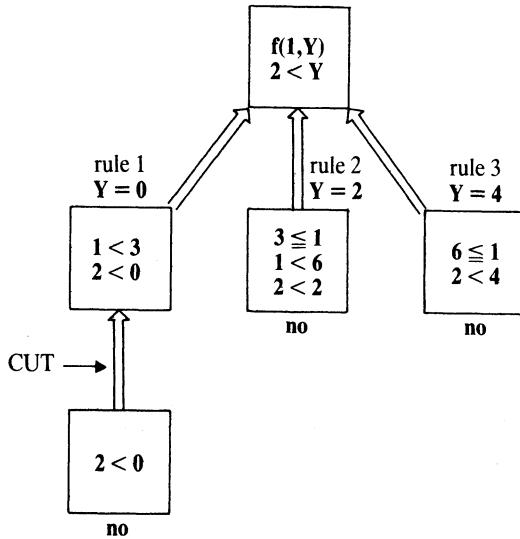 f(1,Y)
2 < Y
rule 1
Y = 0
rule 2
Y = 2
rule 3
Y = 4
1 < 3
2 < 0
3 ≦ 1
1 < 6
2 < 2
no
6 ≦ 1
2 < 4
no
CUT
2 < 0
no